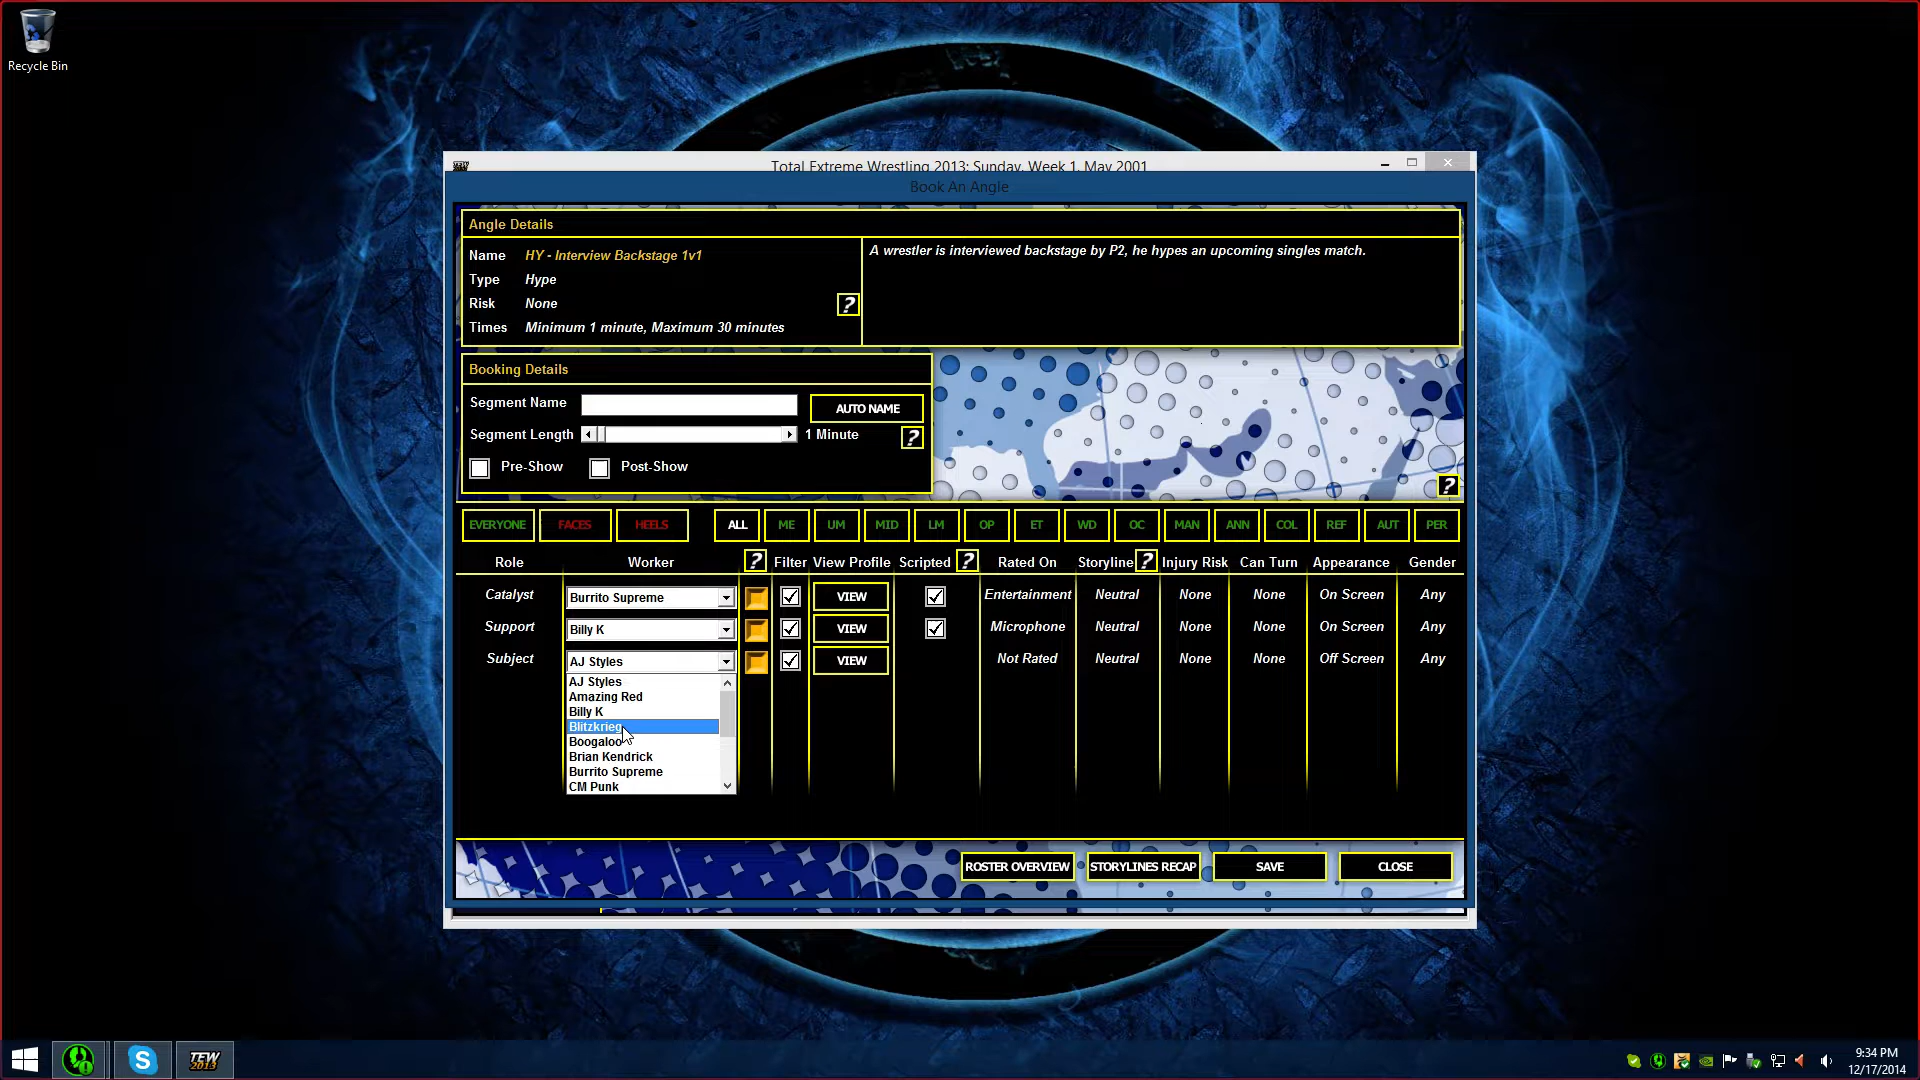 Recycle Bin
Total Extreme Wrestling 2013: Sunday, Week 1, May 2001
Book An Angle
Angle Details
Name HY - Interview Backstage 1v1
Type Hype
Risk None
?
Times Minimum 1 minute, Maximum 30 minutes
A wrestler is interviewed backstage by P2, he hypes an upcoming singles match.
Booking Details
Segment Name AUTO NAME
Segment Length 1 Minute ?
Pre-Show Post-Show
?
EVERYONE FACES HEELS ALL ME UM MID LM OP ET WD OC MAN ANN COL REF AUT PER
Role Worker ? Filter View Profile Scripted ? Rated On Storyline ? Injury Risk Can Turn Appearance Gender
Catalyst Burrito Supreme VIEW Entertainment Neutral None None On Screen Any
Support Billy K VIEW Microphone Neutral None None On Screen Any
Subject AJ Styles VIEW Not Rated Neutral None None Off Screen Any
AJ Styles
Amazing Red
Billy K
Blitzkrieg
Boogaloo
Brian Kendrick
Burrito Supreme
CM Punk
ROSTER OVERVIEW STORYLINES RECAP SAVE CLOSE
TEW 2013
9:34 PM
12/17/2014